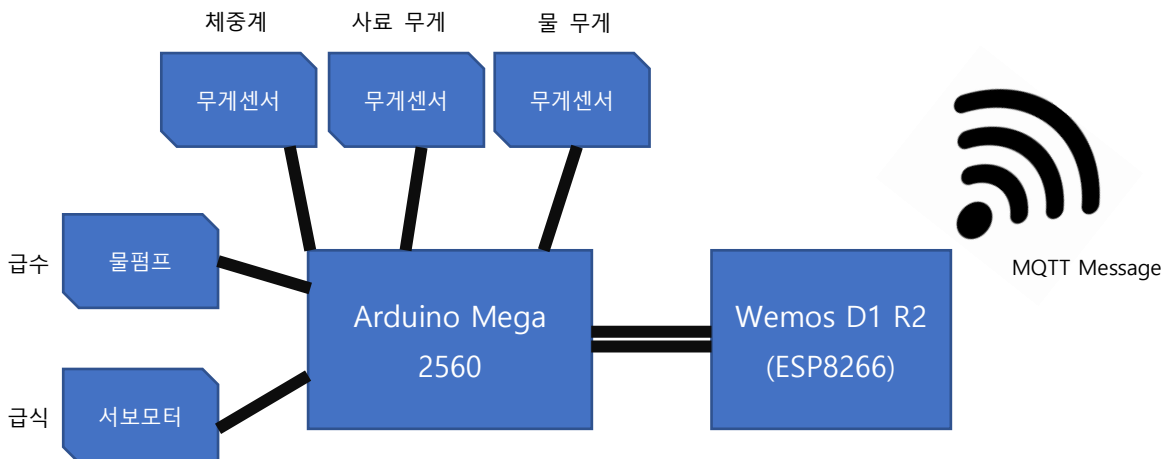 체중계
사료 무게
물 무게
무게센서
무게센서
무게센서
급수
물펌프
Arduino Mega
2560
Wemos D1 R2
(ESP8266)
MQTT Message
급식
서보모터